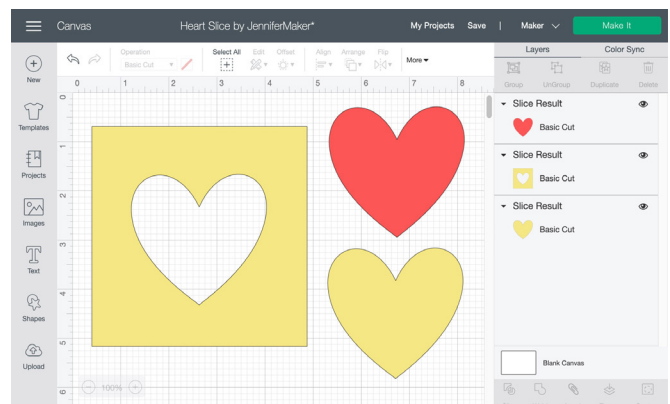 Canvas
Heart Slice by JenniferMaker*
My Projects Save | Maker Make It
Operation
Basic Cut
Select All Edit Offset Align Arrange Flip
More
Layers Color Sync
Group UnGroup Duplicate Delete
New
Templates
Projects
Images
Text
Shapes
Upload
0 1 2 3 4 5 6 7 8
0
1
2
3
4
5
6
100%
Slice Result
Basic Cut
Slice Result
Basic Cut
Slice Result
Basic Cut
Blank Canvas